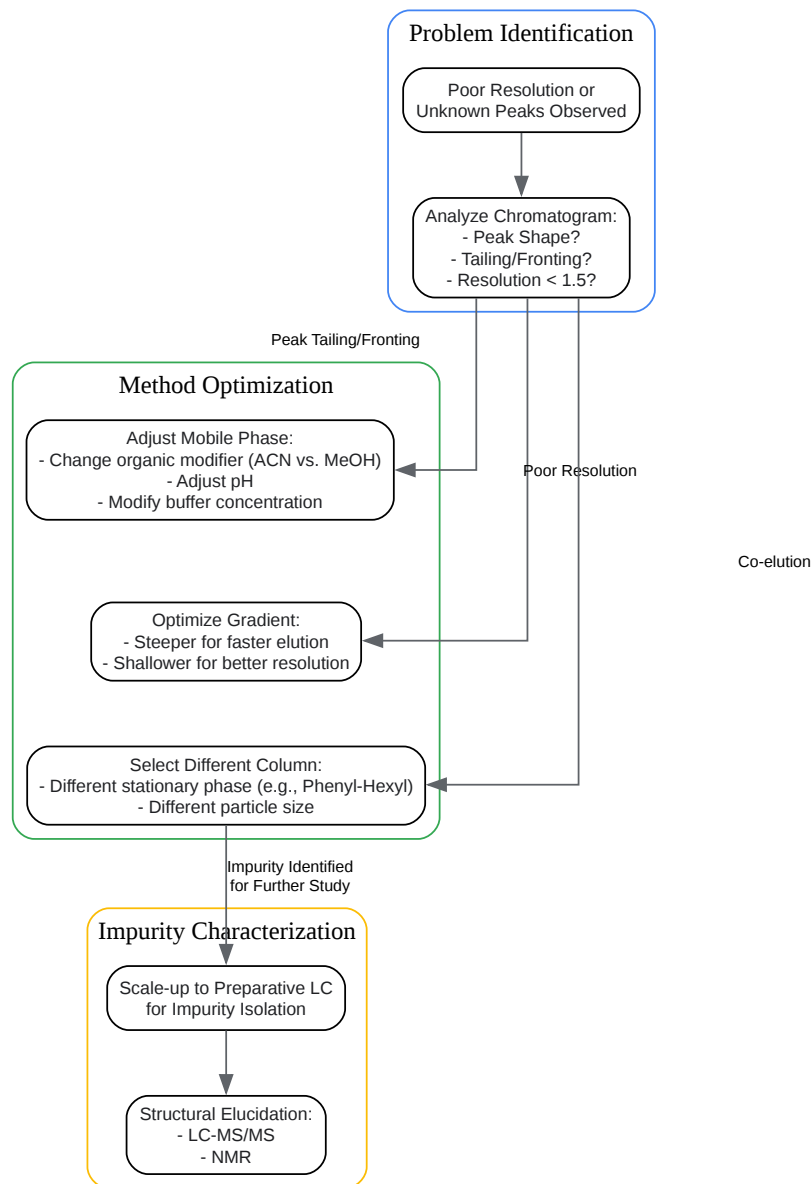 Problem Identification
Poor Resolution or
Unknown Peaks Observed
Analyze Chromatogram:
- Peak Shape?
- Tailing/Fronting?
- Resolution < 1.5?
Peak Tailing/Fronting
Method Optimization
Adjust Mobile Phase:
- Change organic modifier (ACN vs. MeOH)
- Adjust pH
- Modify buffer concentration
Poor Resolution
Co-elution
Optimize Gradient:
- Steeper for faster elution
- Shallower for better resolution
Select Different Column:
- Different stationary phase (e.g., Phenyl-Hexyl)
- Different particle size
Impurity Identified
for Further Study
Impurity Characterization
Scale-up to Preparative LC
for Impurity Isolation
Structural Elucidation:
- LC-MS/MS
- NMR